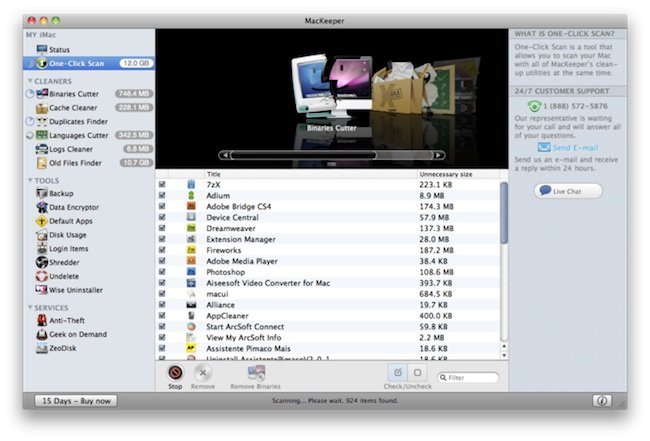 MacKeeper
MY iMac
Status
One-Click Scan 12.0 GB
CLEANERS
Binaries Cutter 746.4 MB
Cache Cleaner 228.1 MB
Duplicates Finder
Languages Cutter 342.5 MB
Logs Cleaner 6.8 MB
Old Files Finder 10.7 GB
TOOLS
Backup
Data Encryptor
Default Apps
Disk Usage
Login Items
Shredder
Undelete
Wise Uninstaller
SERVICES
Anti-Theft
Geek on Demand
ZeoDisk
15 Days - Buy now
Binaries Cutter
Title Unnecessary size
7zX 223.1 KB
Adium 8.9 MB
Adobe Bridge CS4 174.3 MB
Device Central 57.9 MB
Dreamweaver 137.3 MB
Extension Manager 28.0 MB
Fireworks 187.2 MB
Adobe Media Player 38.4 KB
Photoshop 108.6 MB
Aiseesoft Video Converter for Mac 393.7 KB
macui 684.5 KB
Alliance 19.7 KB
AppCleaner 400.0 KB
Start ArcSoft Connect 59.8 KB
View My ArcSoft Info 2.2 MB
AP Assistente Pimaco Mais 18.6 KB
Uninstall AssistentePimacoV2_0_1 18.6 KB
Stop Remove Remove Binaries Check/Uncheck Filter
Scanning... Please wait. 924 items found.
WHAT IS ONE-CLICK SCAN?
One-Click Scan is a tool that
allows you to scan your Mac
with all of MacKeeper's clean-
up utilities at the same time.
24/7 CUSTOMER SUPPORT
1 (888) 572-5876
Our representative is waiting
for your call and will answer all
of your questions.
Send E-mail
Send us an e-mail and receive
a reply within 24 hours.
Live Chat